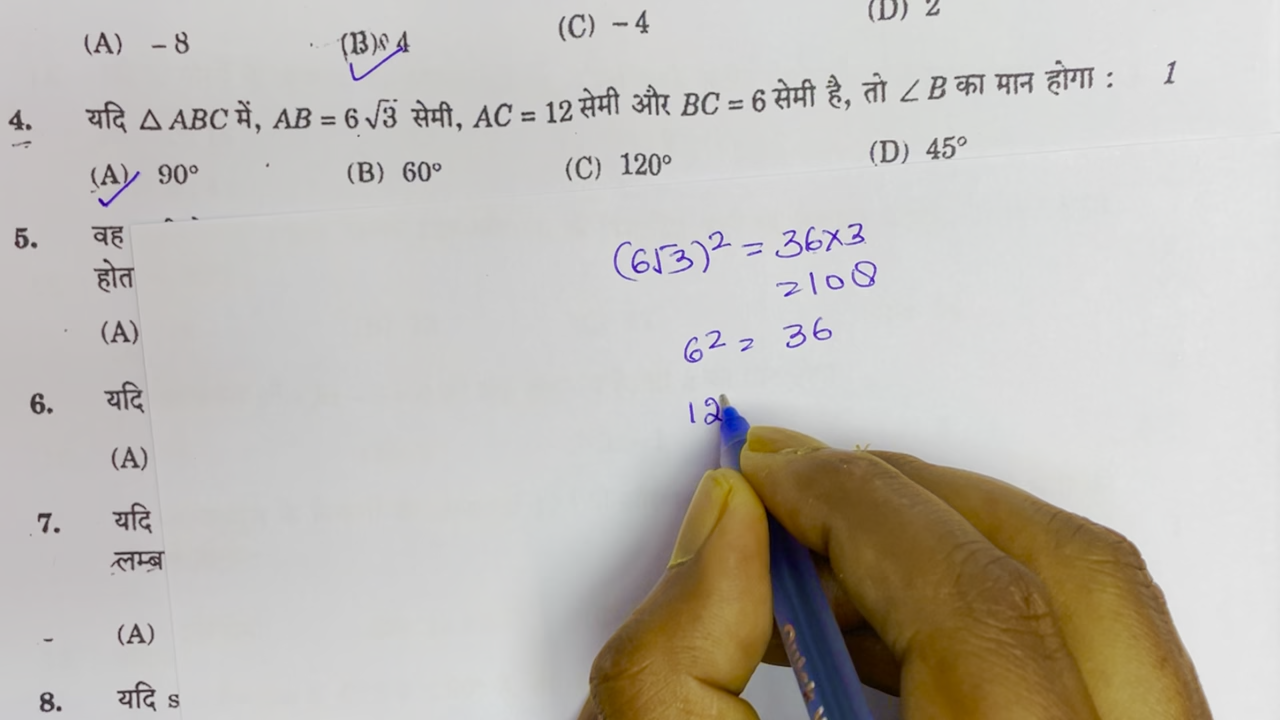 (A) - 8 (B) 4 (C) - 4 (D) 2
4. यदि △ ABC में, AB = 6√3 सेमी, AC = 12 सेमी और BC = 6 सेमी है, तो ∠ B का मान होगा : 1
(A) 90° (B) 60° (C) 120° (D) 45°
5. वह
होत
(A)
6. यदि
(A)
7. यदि
लम्ब
(A)
8. यदि s
(6√3)² = 36×3
= 108
6² = 36
12